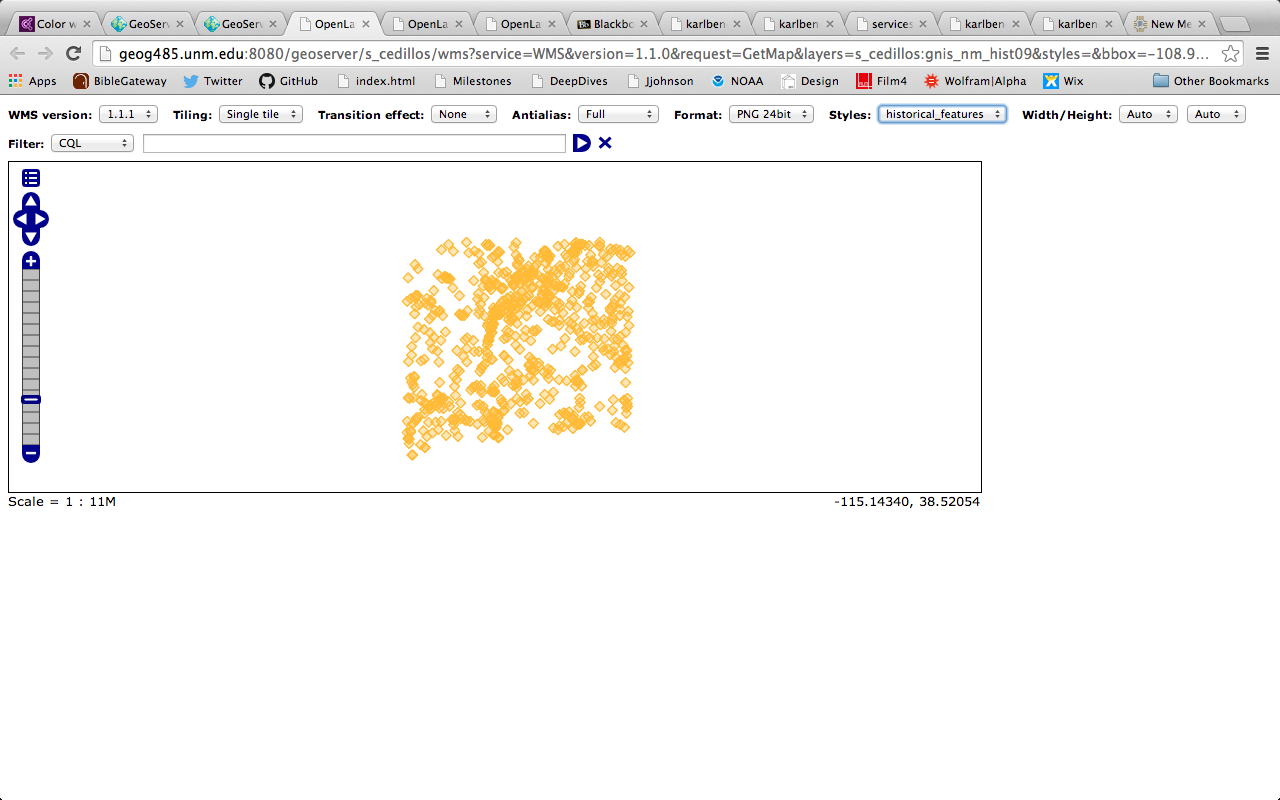 Color w GeoServ GeoServ OpenLa OpenLa OpenLa Blackbo karlben karlben service karlben karlben New Me
geog485.unm.edu:8080/geoserver/s_cedillos/wms?service=WMS&version=1.1.0&request=GetMap&layers=s_cedillos:gnis_nm_hist09&styles=&bbox=-108.9...
Apps BibleGateway Twitter GitHub index.html Milestones DeepDives Jjohnson NOAA Design Film4 Wolfram|Alpha Wix Other Bookmarks
WMS version: 1.1.1 Tiling: Single tile Transition effect: None Antialias: Full Format: PNG 24bit Styles: historical_features Width/Height: Auto Auto
Filter: CQL
Scale = 1 : 11M -115.14340, 38.52054